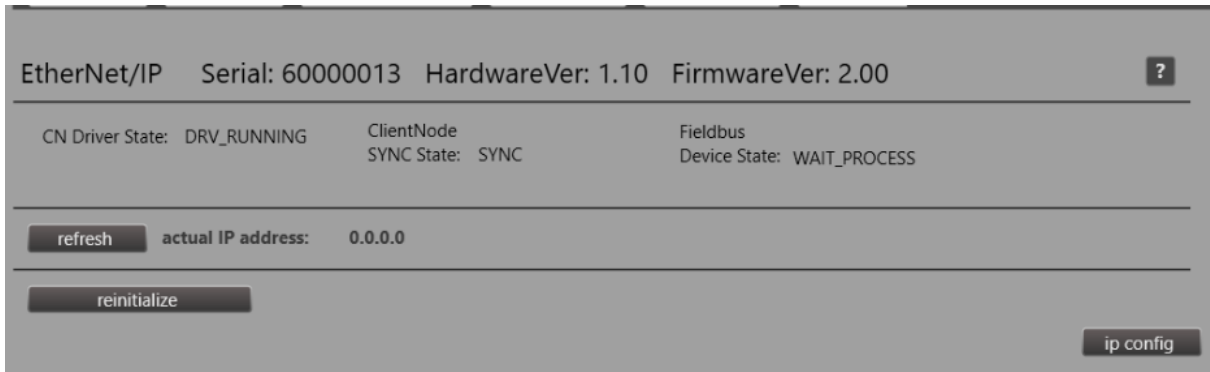 EtherNet/IP Serial: 60000013 HardwareVer: 1.10 FirmwareVer: 2.00 ?
CN Driver State: DRV_RUNNING
ClientNode
SYNC State: SYNC
Fieldbus
Device State: WAIT_PROCESS
refresh actual IP address: 0.0.0.0
reinitialize
ip config